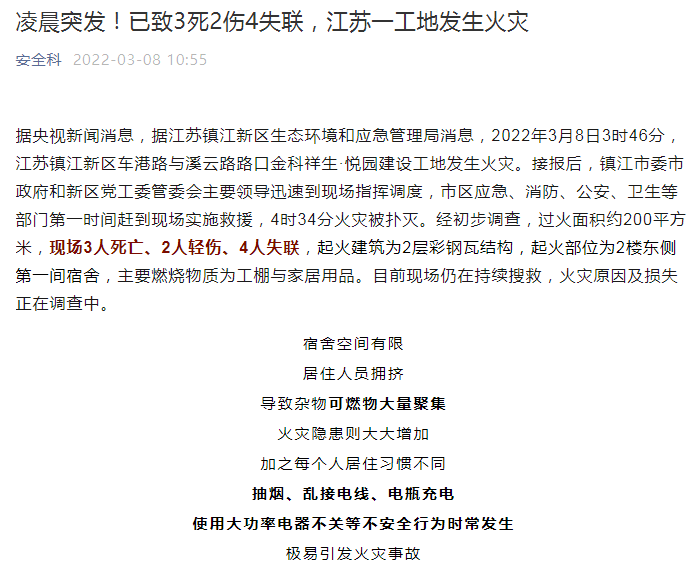 凌晨突发！已致3死2伤4失联，江苏一工地发生火灾
安全科 2022-03-08 10:55
据央视新闻消息，据江苏镇江新区生态环境和应急管理局消息，2022年3月8日3时46分，
江苏镇江新区车港路与溪云路路口金科祥生·悦园建设工地发生火灾。接报后，镇江市委市
政府和新区党工委管委会主要领导迅速到现场指挥调度，市区应急、消防、公安、卫生等
部门第一时间赶到现场实施救援，4时34分火灾被扑灭。经初步调查，过火面积约200平方
米，现场3人死亡、2人轻伤、4人失联，起火建筑为2层彩钢瓦结构，起火部位为2楼东侧
第一间宿舍，主要燃烧物质为工棚与家居用品。目前现场仍在持续搜救，火灾原因及损失
正在调查中。
宿舍空间有限
居住人员拥挤
导致杂物可燃物大量聚集
火灾隐患则大大增加
加之每个人居住习惯不同
抽烟、乱接电线、电瓶充电
使用大功率电器不关等不安全行为时常发生
极易引发火灾事故